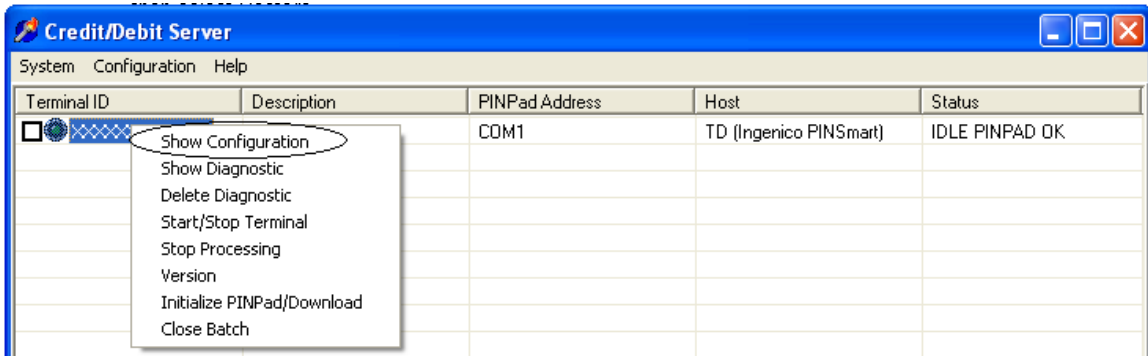 Credit/Debit Server
System Configuration Help
Terminal ID Description PINPad Address Host Status
XXXXX COM1 TD (Ingenico PINSmart) IDLE PINPAD OK
Show Configuration
Show Diagnostic
Delete Diagnostic
Start/Stop Terminal
Stop Processing
Version
Initialize PINPad/Download
Close Batch